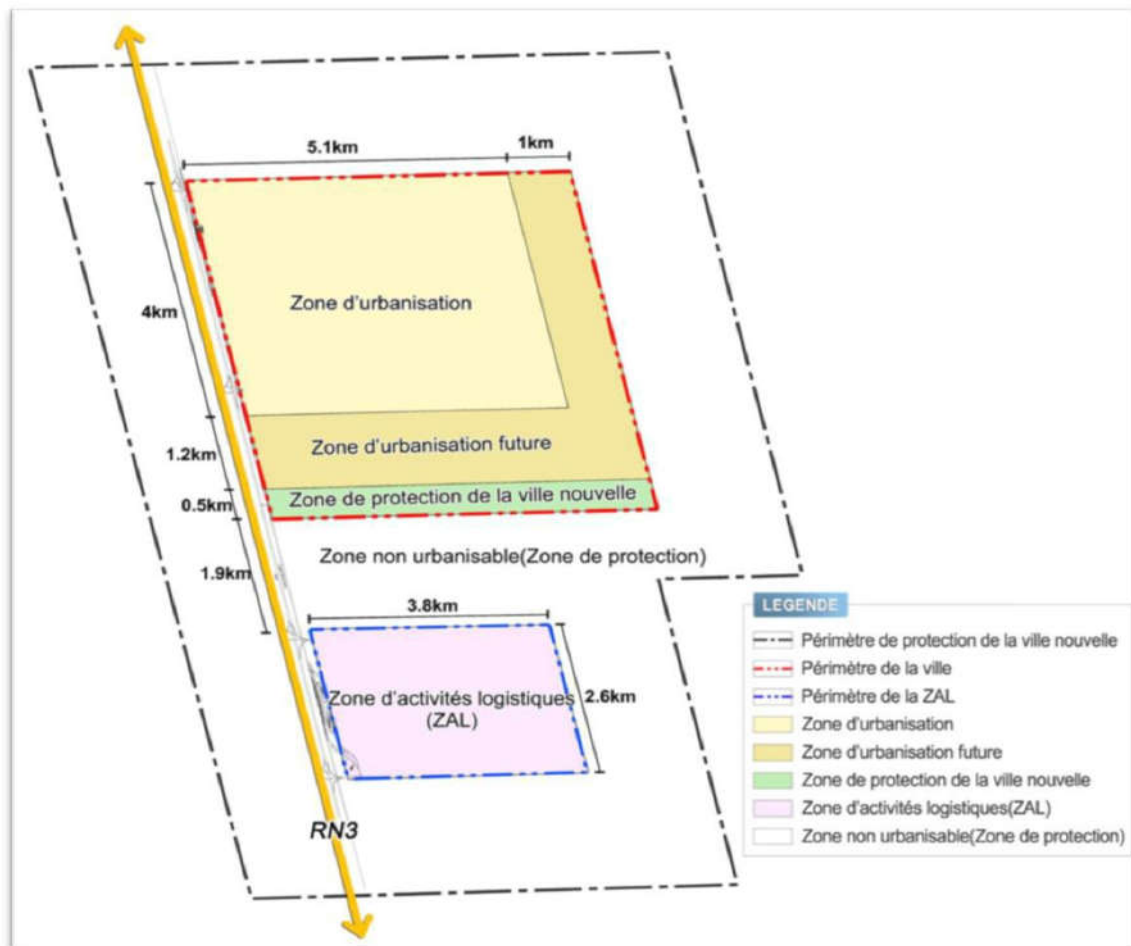 5.1km
1km
Zone d'urbanisation
4km
Zone d'urbanisation future
1.2km
Zone de protection de la ville nouvelle
0.5km
Zone non urbanisable(Zone de protection)
1.9km
3.8km
Zone d'activités logistiques
(ZAL)
2.6km
RN3
LEGENDE
Périmètre de protection de la ville nouvelle
Périmètre de la ville
Périmètre de la ZAL
Zone d'urbanisation
Zone d'urbanisation future
Zone de protection de la ville nouvelle
Zone d'activités logistiques(ZAL)
Zone non urbanisable(Zone de protection)